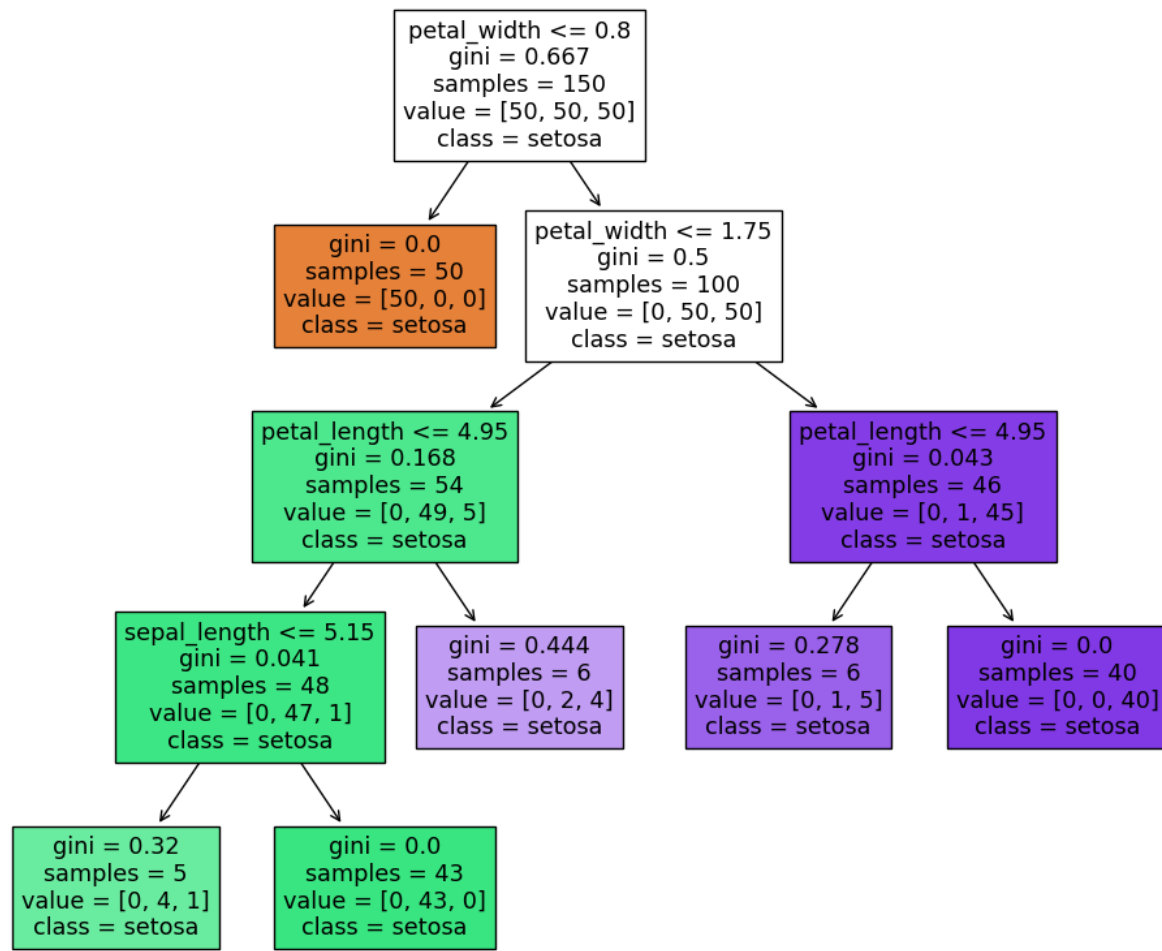 petal_width <= 0.8
gini = 0.667
samples = 150
value = [50, 50, 50]
class = setosa
gini = 0.0
samples = 50
value = [50, 0, 0]
class = setosa
petal_width <= 1.75
gini = 0.5
samples = 100
value = [0, 50, 50]
class = setosa
petal_length <= 4.95
gini = 0.168
samples = 54
value = [0, 49, 5]
class = setosa
petal_length <= 4.95
gini = 0.043
samples = 46
value = [0, 1, 45]
class = setosa
sepal_length <= 5.15
gini = 0.041
samples = 48
value = [0, 47, 1]
class = setosa
gini = 0.444
samples = 6
value = [0, 2, 4]
class = setosa
gini = 0.278
samples = 6
value = [0, 1, 5]
class = setosa
gini = 0.0
samples = 40
value = [0, 0, 40]
class = setosa
gini = 0.32
samples = 5
value = [0, 4, 1]
class = setosa
gini = 0.0
samples = 43
value = [0, 43, 0]
class = setosa